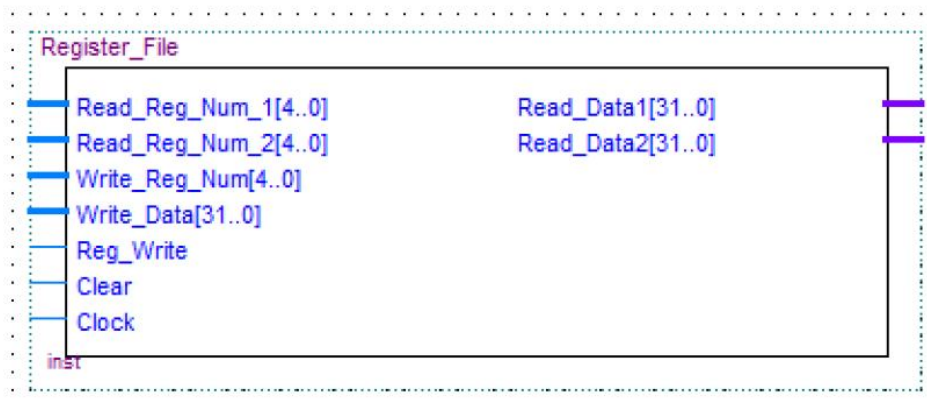 Register_File
Read_Reg_Num_1[4..0] Read_Data1[31..0]
Read_Reg_Num_2[4..0] Read_Data2[31..0]
Write_Reg_Num[4..0]
Write_Data[31..0]
Reg_Write
Clear
Clock
inst